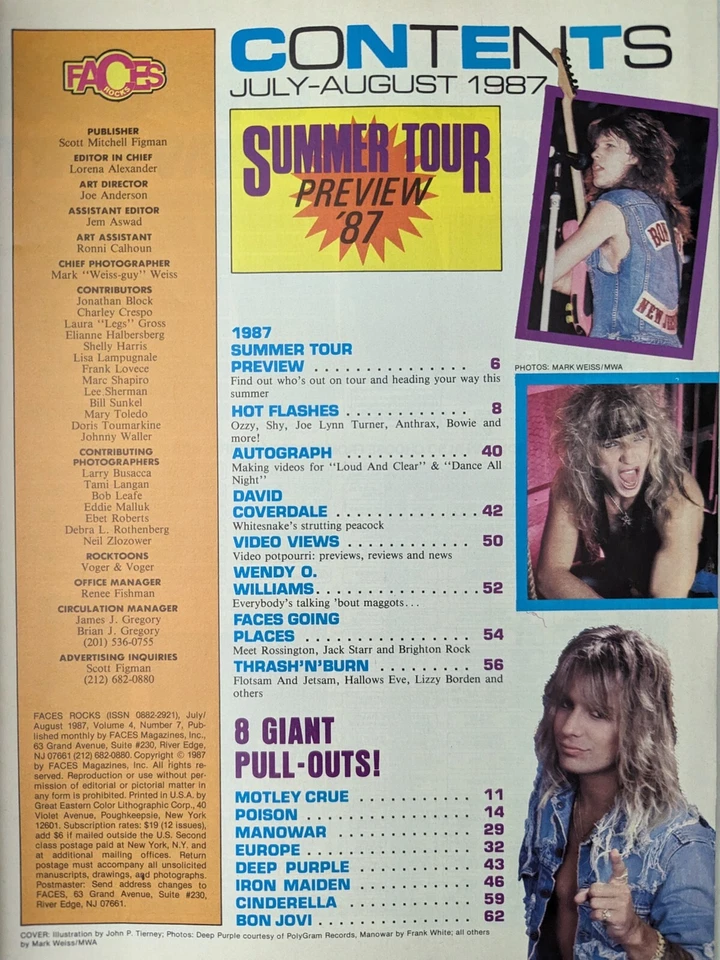 FACES
ROCKS
PUBLISHER
Scott Mitchell Figman
EDITOR IN CHIEF
Lorena Alexander
ART DIRECTOR
Joe Anderson
ASSISTANT EDITOR
Jem Aswad
ART ASSISTANT
Ronni Calhoun
CHIEF PHOTOGRAPHER
Mark "Weiss-guy" Weiss
CONTRIBUTORS
Jonathan Block
Charley Crespo
Laura "Legs" Gross
Elianne Halbersberg
Shelly Harris
Lisa Lampugnale
Frank Lovece
Marc Shapiro
Lee Sherman
Bill Sunkel
Mary Toledo
Doris Toumarkine
Johnny Waller
CONTRIBUTING
PHOTOGRAPHERS
Larry Busacca
Tami Langan
Bob Leafe
Eddie Malluk
Ebet Roberts
Debra L. Rothenberg
Neil Zlozower
ROCKTOONS
Voger & Voger
OFFICE MANAGER
Renee Fishman
CIRCULATION MANAGER
James J. Gregory
Brian J. Gregory
(201) 536-0755
ADVERTISING INQUIRIES
Scott Figman
(212) 682-0880
FACES ROCKS (ISSN 0882-2921), July/
August 1987, Volume 4, Number 7, Pub-
lished monthly by FACES Magazines, Inc.,
63 Grand Avenue, Suite #230, River Edge,
NJ 07661 (212) 682-0880. Copyright © 1987
by FACES Magazines, Inc. All rights re-
served. Reproduction or use without per-
mission of editorial or pictorial matter in
any form is prohibited. Printed in U.S.A. by
Great Eastern Color Lithographic Corp., 40
Violet Avenue, Poughkeepsie, New York
12601. Subscription rates: $19 (12 issues),
add $6 if mailed outside the U.S. Second
class postage paid at New York, N.Y. and
at additional mailing offices. Return
postage must accompany all unsolicited
manuscripts, drawings, and photographs.
Postmaster: Send address changes to
FACES, 63 Grand Avenue, Suite #230,
River Edge, NJ 07661.
CONTENTS
JULY-AUGUST 1987
SUMMER TOUR
PREVIEW
'87
1987
SUMMER TOUR
PREVIEW . . . . . . . . . . . . . . . 6
Find out who's out on tour and heading your way this
summer
HOT FLASHES . . . . . . . . . . . 8
Ozzy, Shy, Joe Lynn Turner, Anthrax, Bowie and
more!
AUTOGRAPH . . . . . . . . . . . . 40
Making videos for "Loud And Clear" & "Dance All
Night"
DAVID
COVERDALE . . . . . . . . . . . . 42
Whitesnake's strutting peacock
VIDEO VIEWS . . . . . . . . . . . 50
Video potpourri: previews, reviews and news
WENDY O.
WILLIAMS . . . . . . . . . . . . . . 52
Everybody's talking 'bout maggots...
FACES GOING
PLACES . . . . . . . . . . . . . . . . 54
Meet Rossington, Jack Starr and Brighton Rock
THRASH'N'BURN . . . . . . . . 56
Flotsam And Jetsam, Hallows Eve, Lizzy Borden and
others
8 GIANT
PULL-OUTS!
MOTLEY CRUE . . . . . . . . . . 11
POISON . . . . . . . . . . . . . . . . 14
MANOWAR . . . . . . . . . . . . . 29
EUROPE . . . . . . . . . . . . . . . 32
DEEP PURPLE . . . . . . . . . . 43
IRON MAIDEN . . . . . . . . . . 46
CINDERELLA . . . . . . . . . . . 59
BON JOVI . . . . . . . . . . . . . . 62
BON
NEW JER
PHOTOS: MARK WEISS/MWA
COVER: Illustration by John P. Tierney; Photos: Deep Purple courtesy of PolyGram Records, Manowar by Frank White; all others
by Mark Weiss/MWA